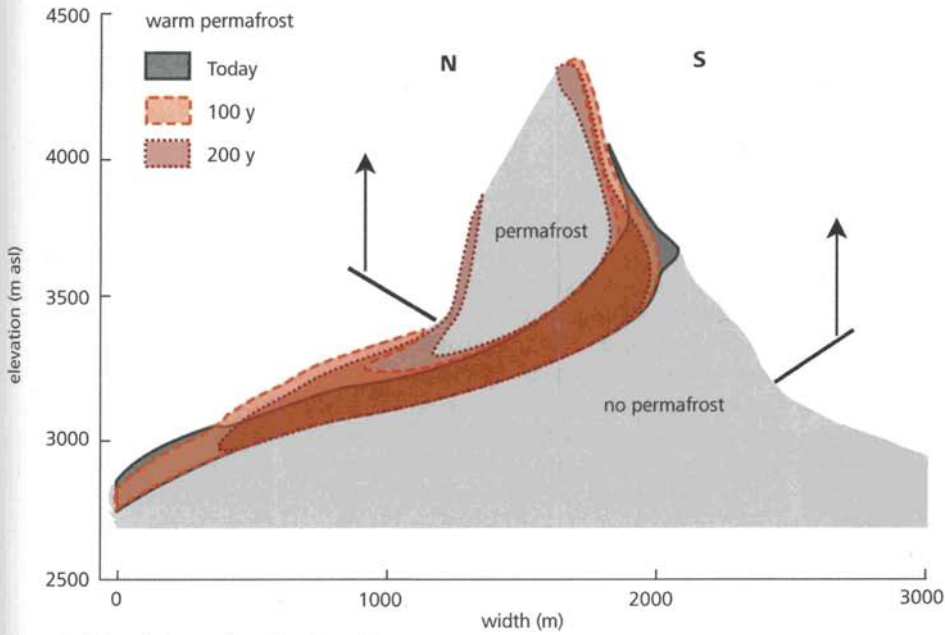 4500
4000
3500
3000
2500
elevation (m asl)
warm permafrost
Today
100 y
200 y
N
S
permafrost
no permafrost
0
1000
2000
3000
width (m)